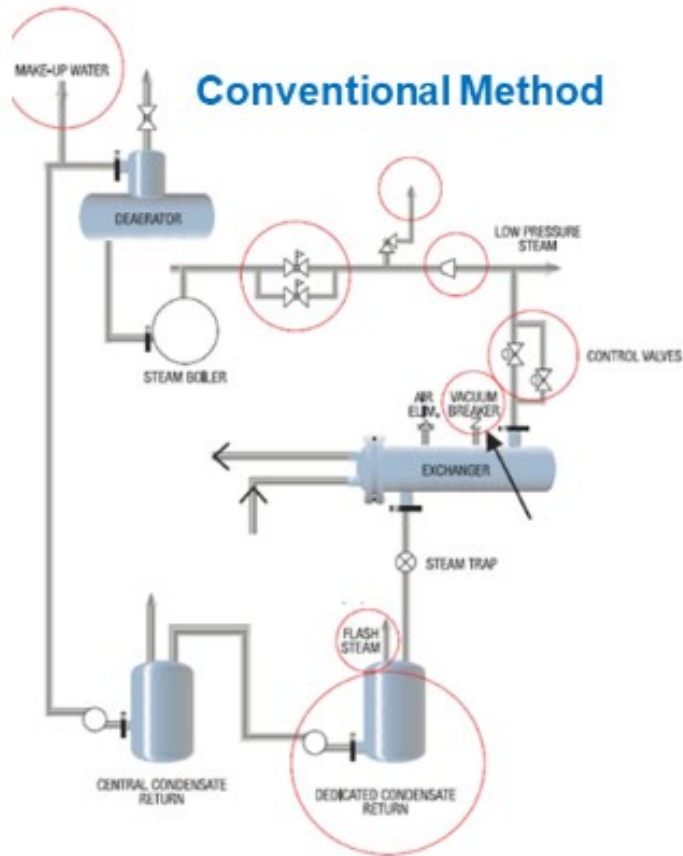 MAKE-UP WATER
Conventional Method
DEAERATOR
LOW PRESSURE
STEAM
STEAM BOILER
CONTROL VALVES
AIR
ELIM.
VACUUM
BREAKER
EXCHANGER
STEAM TRAP
FLASH
STEAM
CENTRAL CONDENSATE
RETURN
DEDICATED CONDENSATE
RETURN